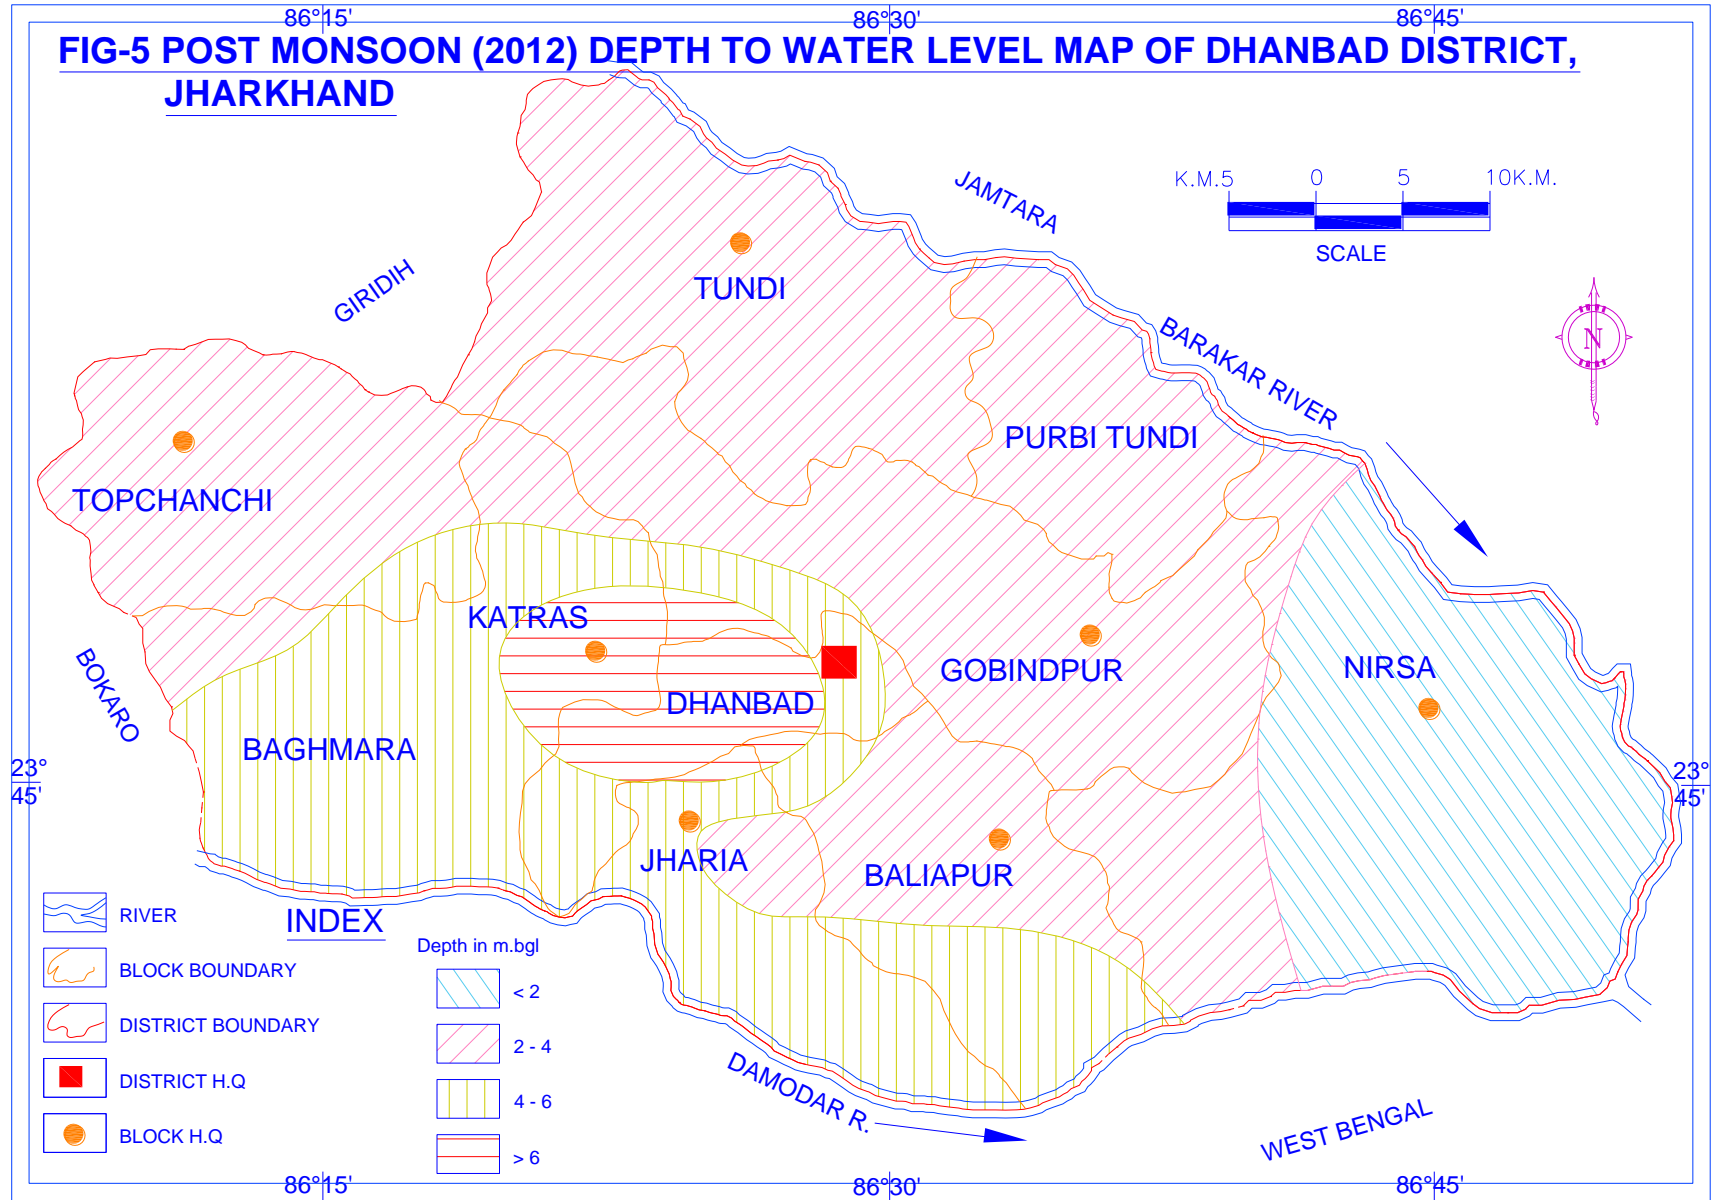 86°15'
86°30'
86°45'
FIG-5 POST MONSOON (2012) DEPTH TO WATER LEVEL MAP OF DHANBAD DISTRICT,
JHARKHAND
K.M.5 0 5 10K.M.
SCALE
JAMTARA
GIRIDIH
TUNDI
N
BARAKAR RIVER
PURBI TUNDI
TOPCHANCHI
KATRAS
BOKARO
GOBINDPUR
NIRSA
DHANBAD
BAGHMARA
23°
45'
23°
45'
JHARIA
BALIAPUR
INDEX
RIVER
BLOCK BOUNDARY
DISTRICT BOUNDARY
DISTRICT H.Q
BLOCK H.Q
Depth in m.bgl
< 2
2 - 4
4 - 6
> 6
DAMODAR R.
WEST BENGAL
86°15'
86°30'
86°45'